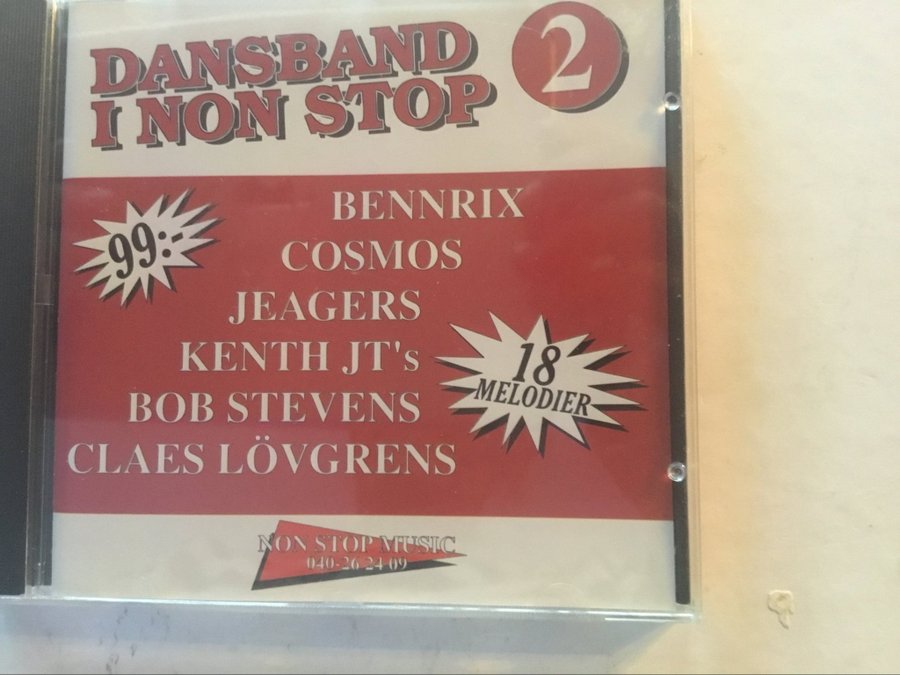 DANSBAND
I NON STOP
2
99:-
BENNRIX
COSMOS
JEAGERS
KENTH JT's
BOB STEVENS
CLAES LÖVGRENS
18
MELODIER
NON STOP MUSIC
040-26 24 09